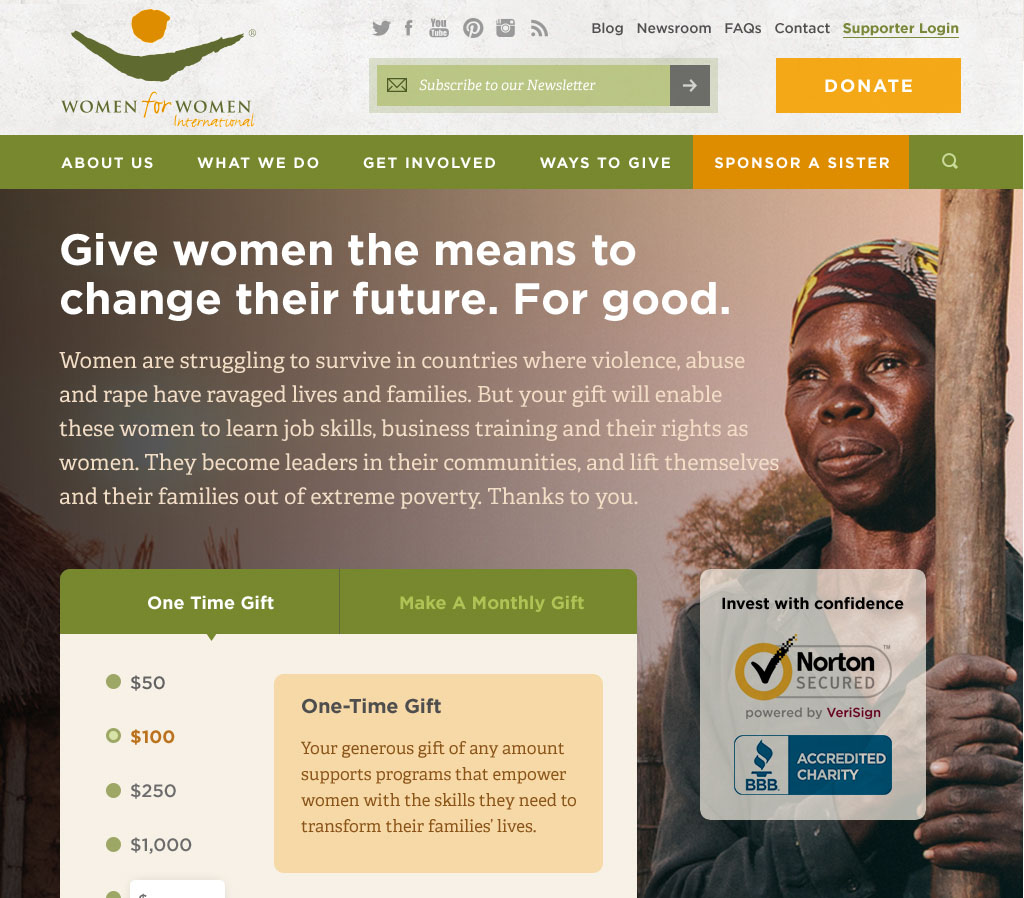 WOMEN for WOMEN
International
®
You
Tube
Blog Newsroom FAQs Contact Supporter Login
Subscribe to our Newsletter
DONATE
ABOUT US WHAT WE DO GET INVOLVED WAYS TO GIVE SPONSOR A SISTER
Give women the means to
change their future. For good.
Women are struggling to survive in countries where violence, abuse
and rape have ravaged lives and families. But your gift will enable
these women to learn job skills, business training and their rights as
women. They become leaders in their communities, and lift themselves
and their families out of extreme poverty. Thanks to you.
One Time Gift Make A Monthly Gift
$50
$100
$250
$1,000
$
One-Time Gift
Your generous gift of any amount
supports programs that empower
women with the skills they need to
transform their families’ lives.
Invest with confidence
Norton™
SECURED
powered by VeriSign
BBB.
ACCREDITED
CHARITY